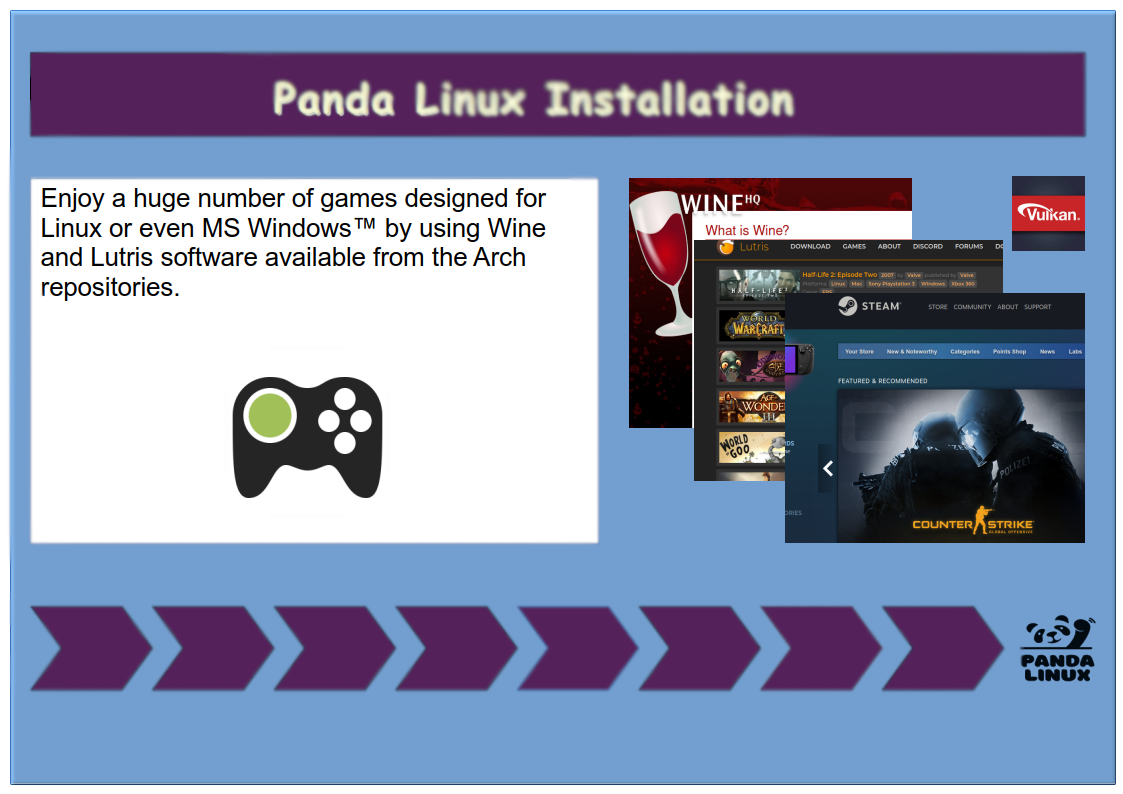 Panda Linux Installation
Enjoy a huge number of games designed for
Linux or even MS Windows™ by using Wine
and Lutris software available from the Arch
repositories.
WINE HQ
What is Wine?
Vulkan.
Lutris DOWNLOAD GAMES ABOUT DISCORD FORUMS
Half-Life 2: Episode Two 2007 by Valve published by Valve
Platforms: Linux Mac Sony Playstation 3 Windows Xbox 360
HALF-LIFE
WORLD
WARCRAFT
AGE
WONDE
III
WORLD
GOO
STEAM STORE COMMUNITY ABOUT SUPPORT
Your Store New & Noteworthy Categories Points Shop News Labs
FEATURED & RECOMMENDED
POLIZEI
COUNTER STRIKE
GLOBAL OFFENSIVE
PANDA
LINUX